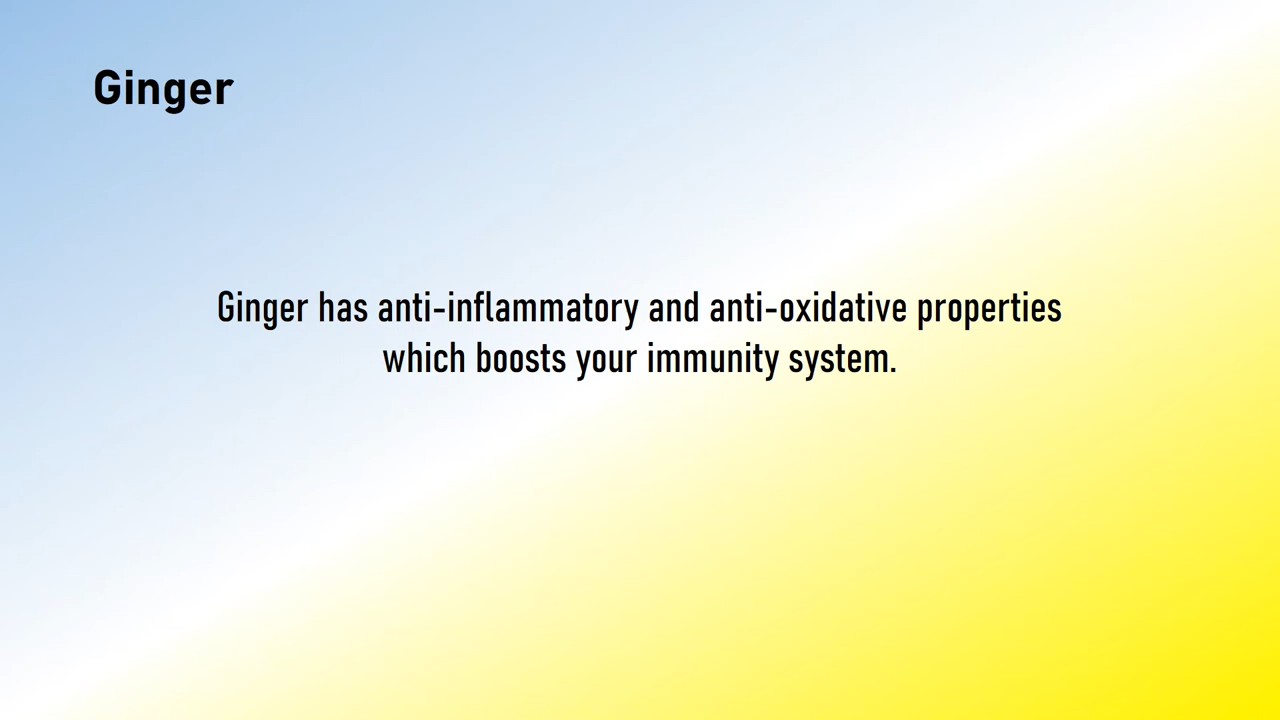 Ginger
Ginger has anti-inflammatory and anti-oxidative properties
which boosts your immunity system.